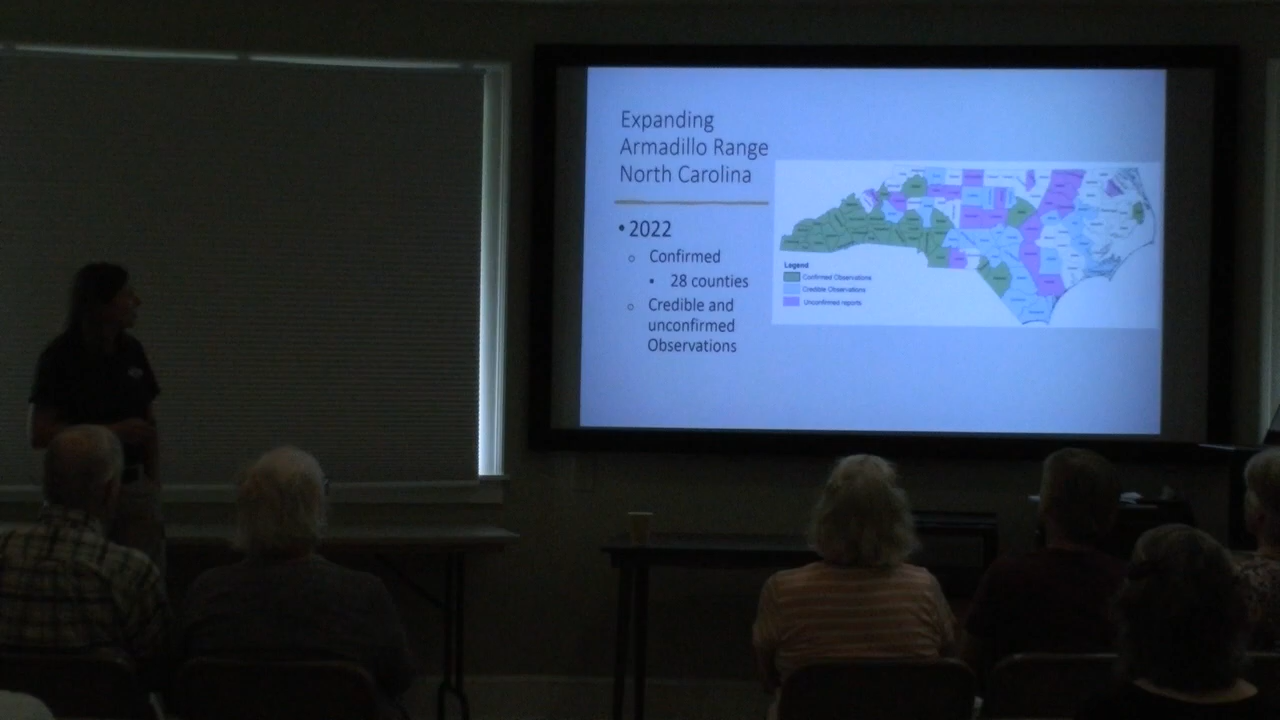 Expanding
Armadillo Range
North Carolina
• 2022
○ Confirmed
▪ 28 counties
○ Credible and
unconfirmed
Observations
Legend
Confirmed Observations
Credible Observations
Unconfirmed reports